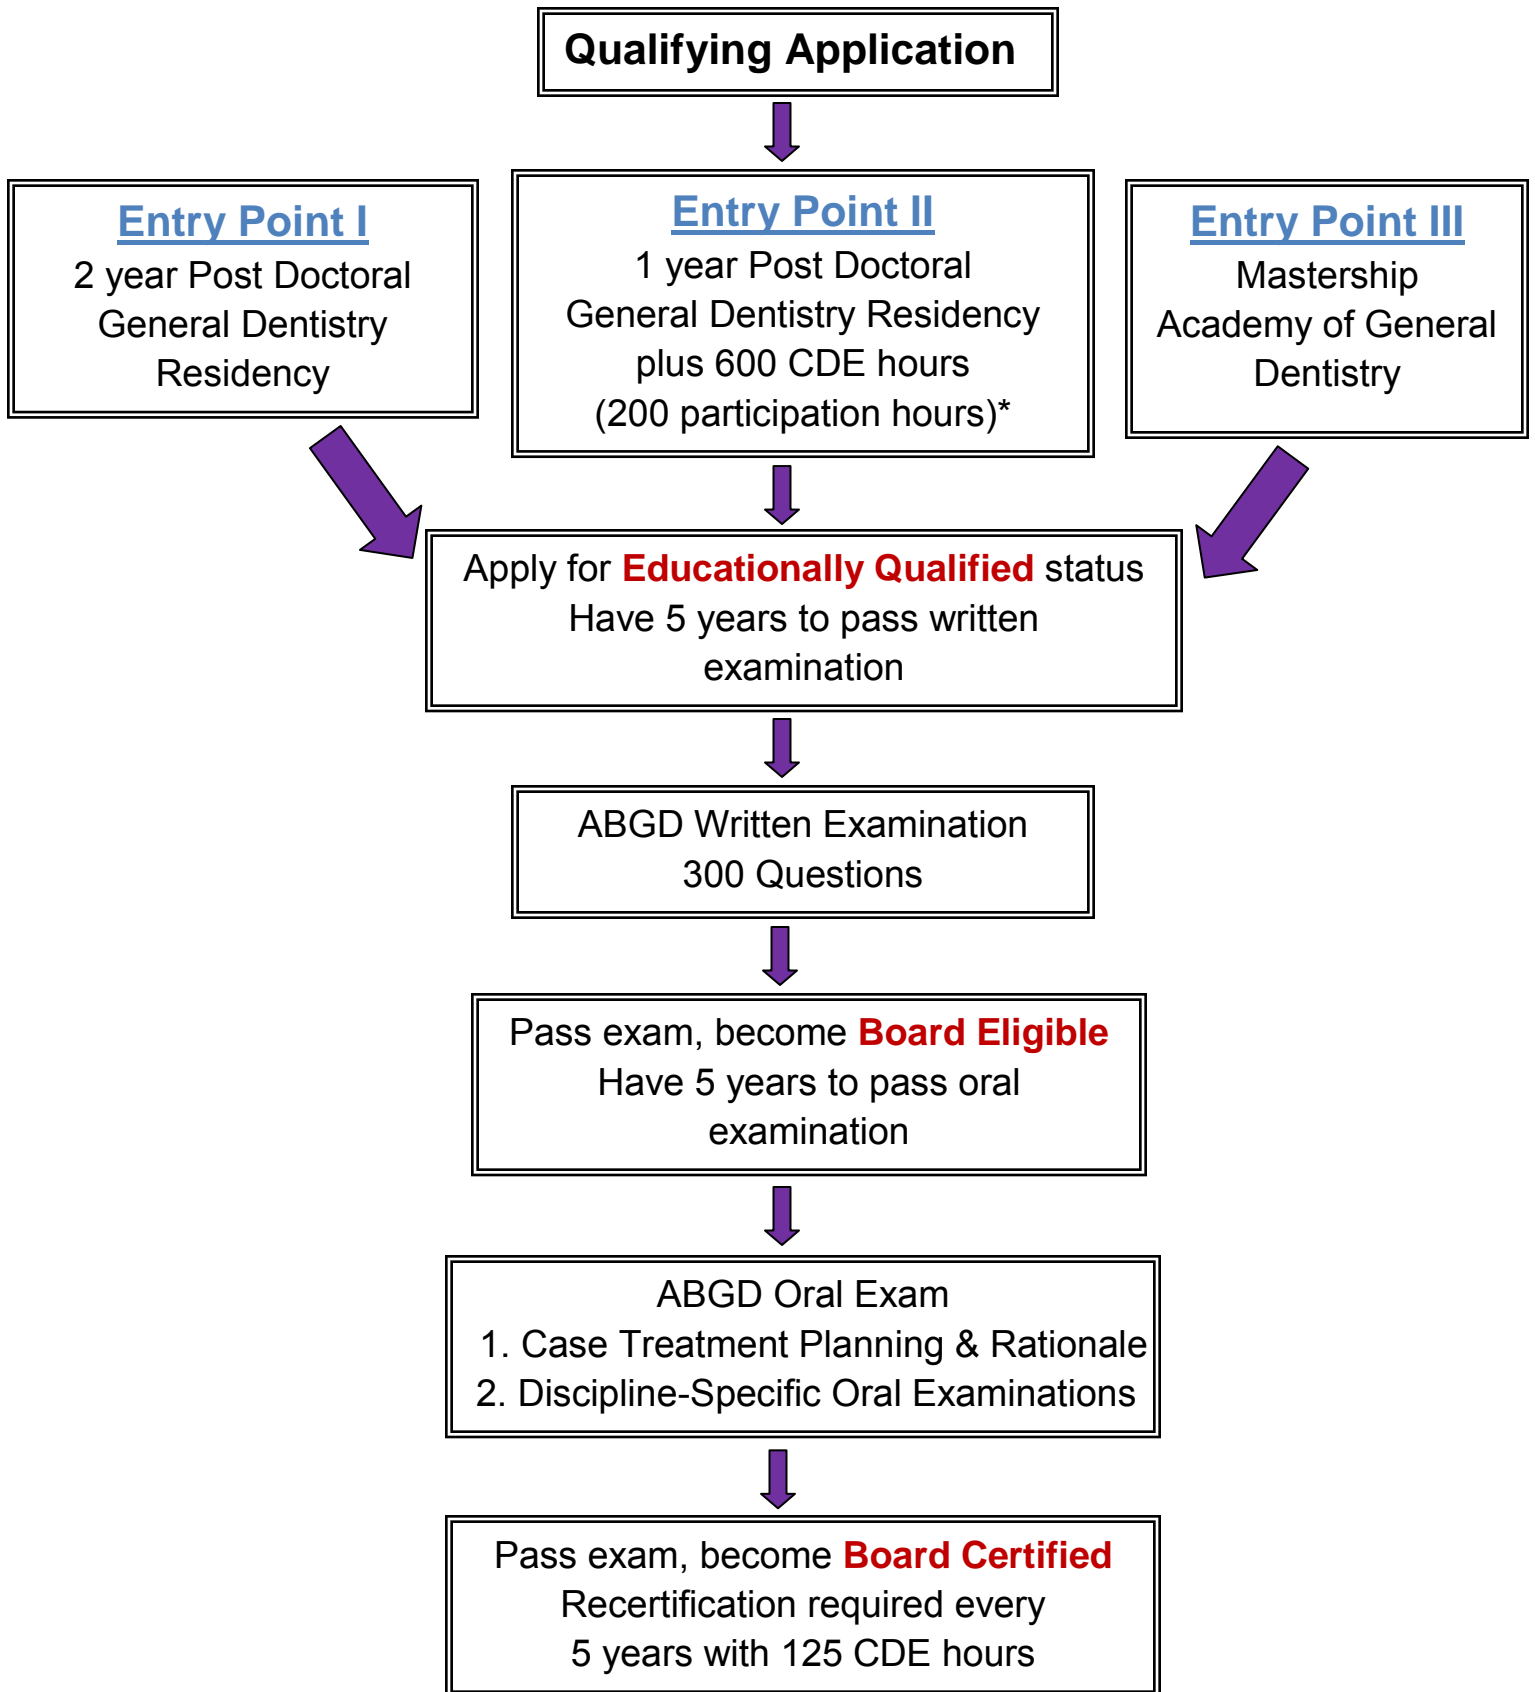 Qualifying Application
Entry Point I
2 year Post Doctoral
General Dentistry
Residency
Entry Point II
1 year Post Doctoral
General Dentistry Residency
plus 600 CDE hours
(200 participation hours)*
Entry Point III
Mastership
Academy of General
Dentistry
Apply for Educationally Qualified status
Have 5 years to pass written
examination
ABGD Written Examination
300 Questions
Pass exam, become Board Eligible
Have 5 years to pass oral
examination
ABGD Oral Exam
1. Case Treatment Planning & Rationale
2. Discipline-Specific Oral Examinations
Pass exam, become Board Certified
Recertification required every
5 years with 125 CDE hours